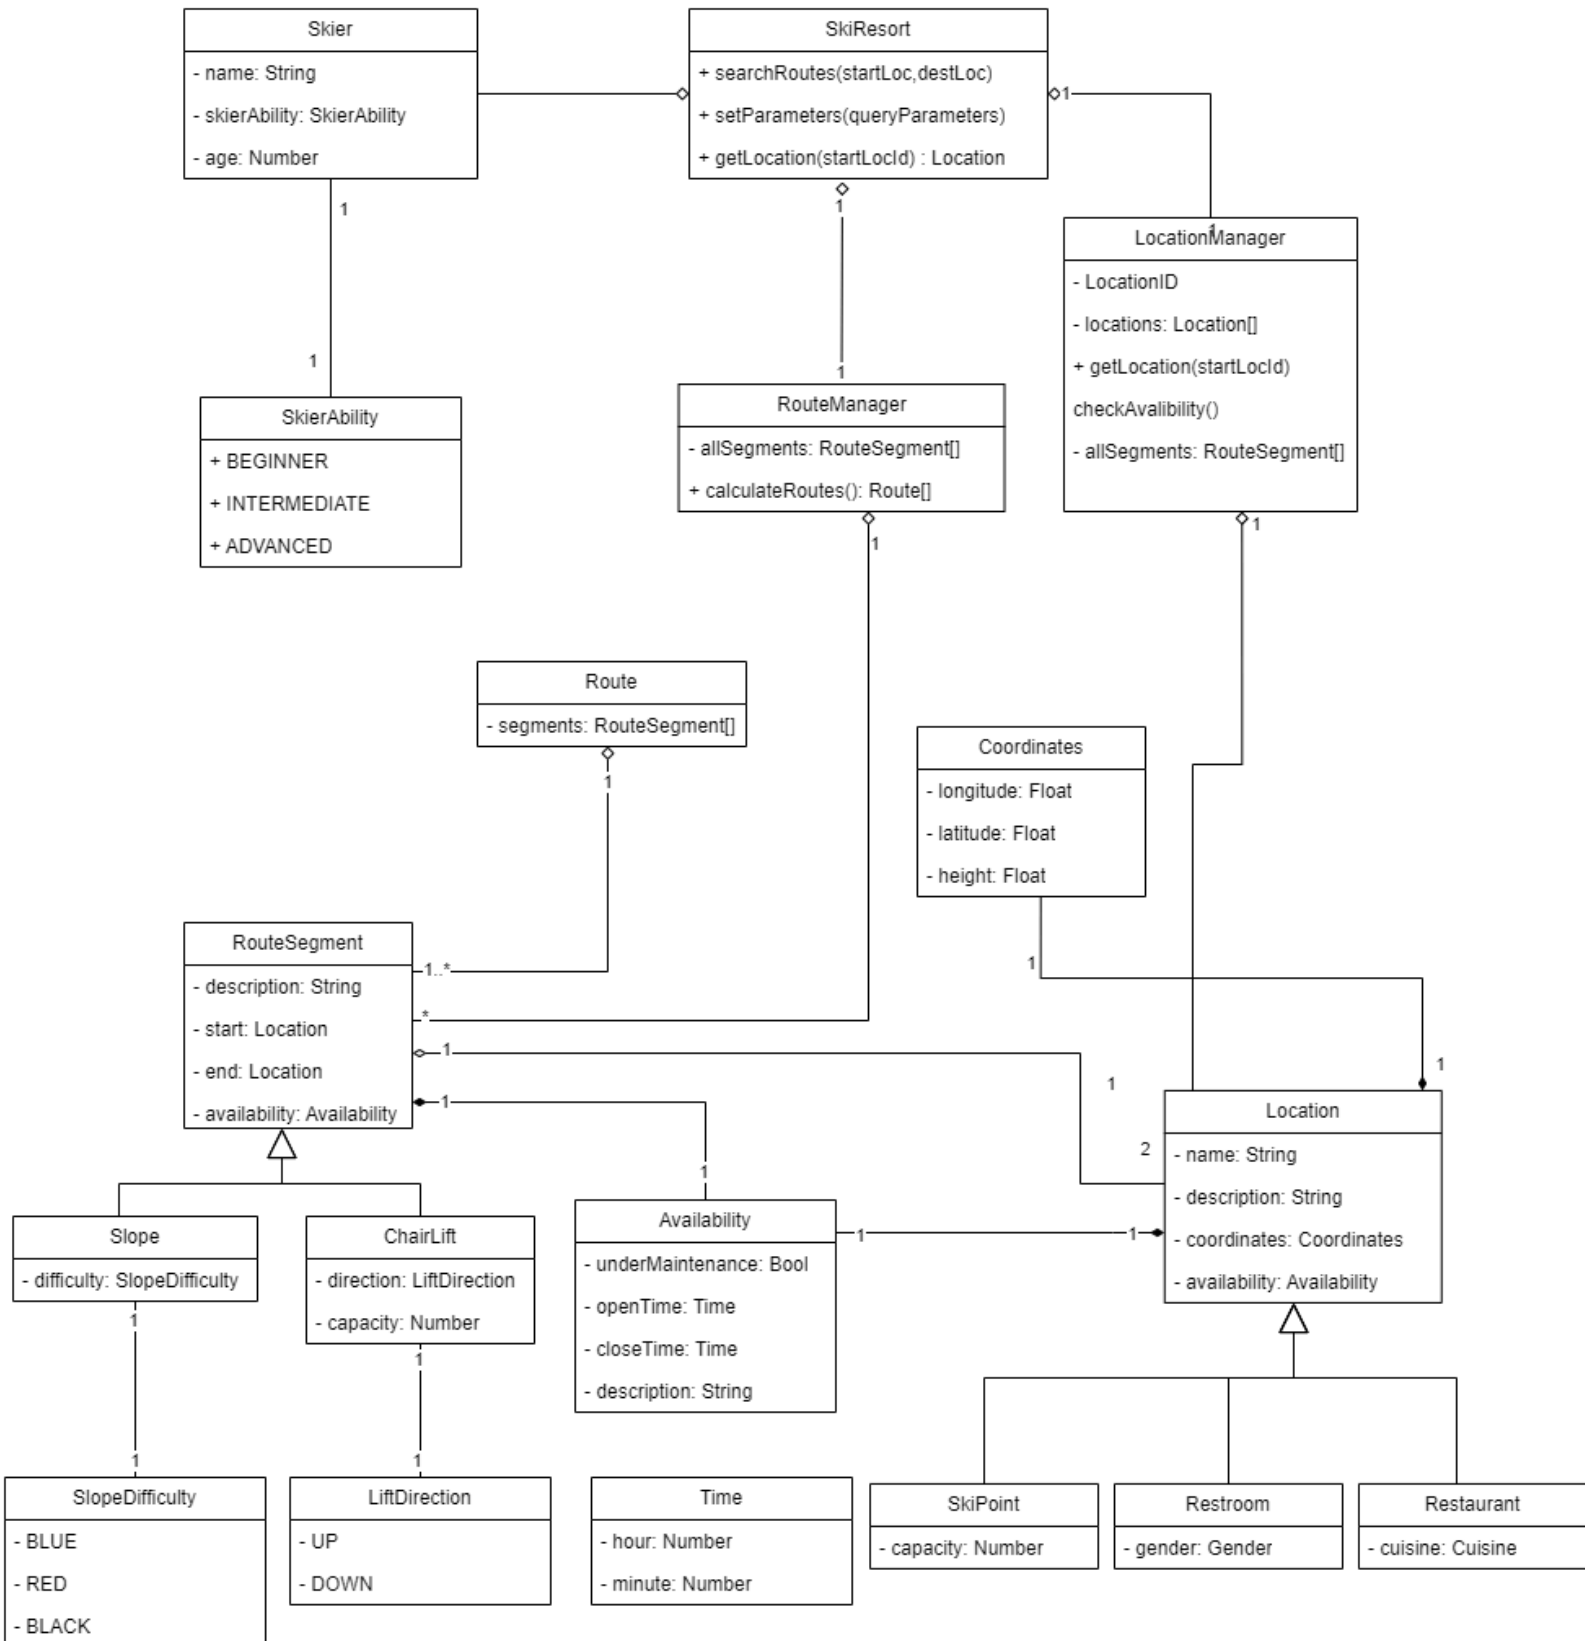 Skier
- name: String
- skierAbility: SkierAbility
- age: Number
SkiResort
+ searchRoutes(startLoc,destLoc)
+ setParameters(queryParameters)
+ getLocation(startLocId) : Location
1
1
1
1
LocationManager
- LocationID
- locations: Location[]
+ getLocation(startLocId)
checkAvalibility()
- allSegments: RouteSegment[]
1
1
1
SkierAbility
+ BEGINNER
+ INTERMEDIATE
+ ADVANCED
RouteManager
- allSegments: RouteSegment[]
+ calculateRoutes(): Route[]
1
1
Route
- segments: RouteSegment[]
1
Coordinates
- longitude: Float
- latitude: Float
- height: Float
1
1
RouteSegment
- description: String
- start: Location
- end: Location
- availability: Availability
1..*
*
1
1
1
2
Location
- name: String
- description: String
- coordinates: Coordinates
- availability: Availability
1
Slope
- difficulty: SlopeDifficulty
1
ChairLift
- direction: LiftDirection
- capacity: Number
1
Availability
- underMaintenance: Bool
- openTime: Time
- closeTime: Time
- description: String
1
1
1
SlopeDifficulty
- BLUE
- RED
- BLACK
1
LiftDirection
- UP
- DOWN
Time
- hour: Number
- minute: Number
SkiPoint
- capacity: Number
Restroom
- gender: Gender
Restaurant
- cuisine: Cuisine